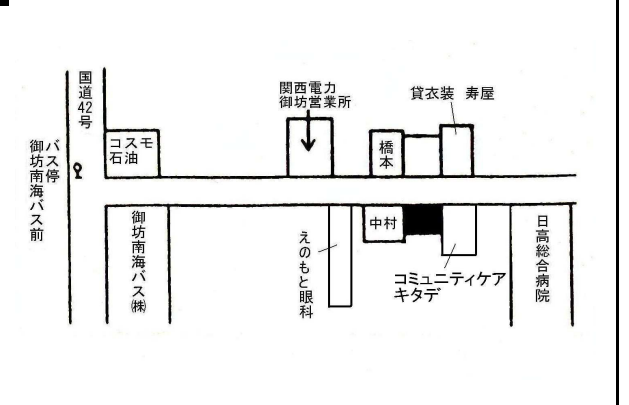 国道42号
関西電力
御坊営業所
貸衣装 寿屋
コスモ
石油
橋本
バス停
御坊南海バス前
御坊南海バス㈱
えのもと眼科
中村
コミュニティケア
キタデ
日高総合病院